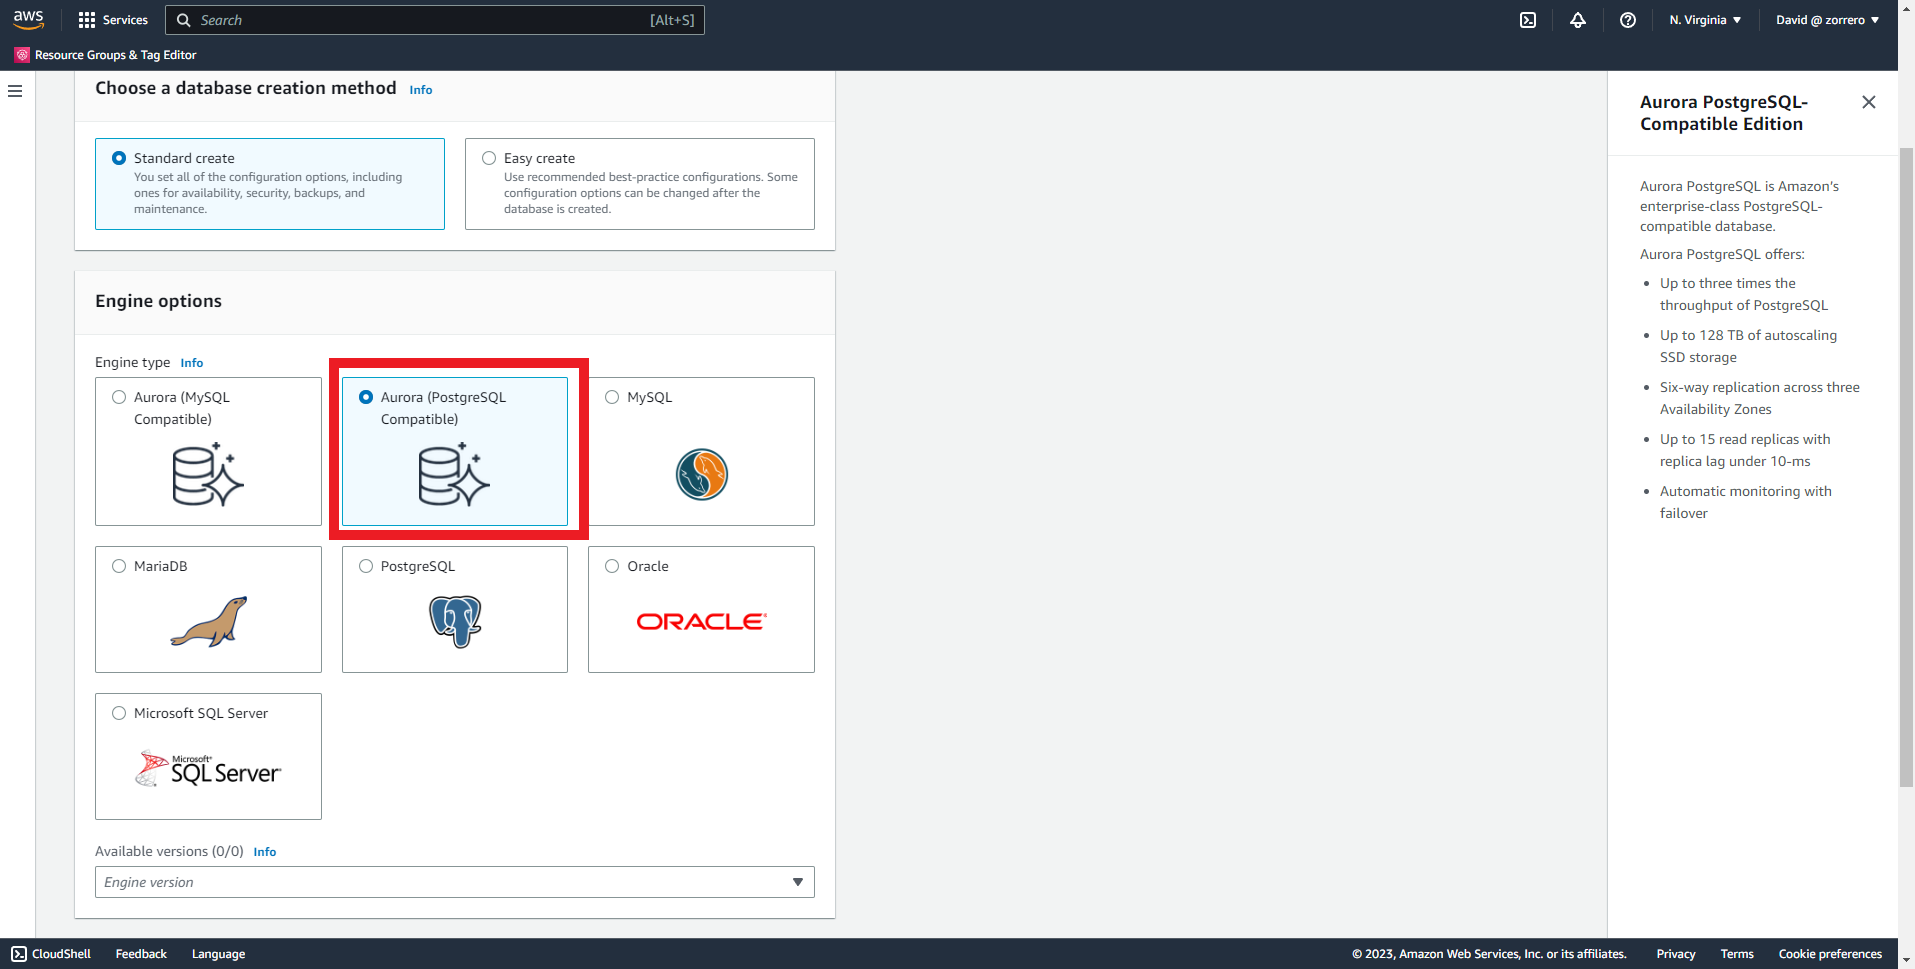 aws
Services
Search
[Alt+S]
N. Virginia
David @ zorrero
Resource Groups & Tag Editor
Choose a database creation method Info
Standard create
You set all of the configuration options, including
ones for availability, security, backups, and
maintenance.
Easy create
Use recommended best-practice configurations. Some
configuration options can be changed after the
database is created.
Engine options
Engine type Info
Aurora (MySQL
Compatible)
Aurora (PostgreSQL
Compatible)
MySQL
MariaDB
PostgreSQL
Oracle
ORACLE
Microsoft SQL Server
Microsoft
SQL Server
Available versions (0/0) Info
Engine version
Aurora PostgreSQL-
Compatible Edition
Aurora PostgreSQL is Amazon's
enterprise-class PostgreSQL-
compatible database.
Aurora PostgreSQL offers:
Up to three times the
throughput of PostgreSQL
Up to 128 TB of autoscaling
SSD storage
Six-way replication across three
Availability Zones
Up to 15 read replicas with
replica lag under 10-ms
Automatic monitoring with
failover
CloudShell
Feedback
Language
© 2023, Amazon Web Services, Inc. or its affiliates.
Privacy
Terms
Cookie preferences